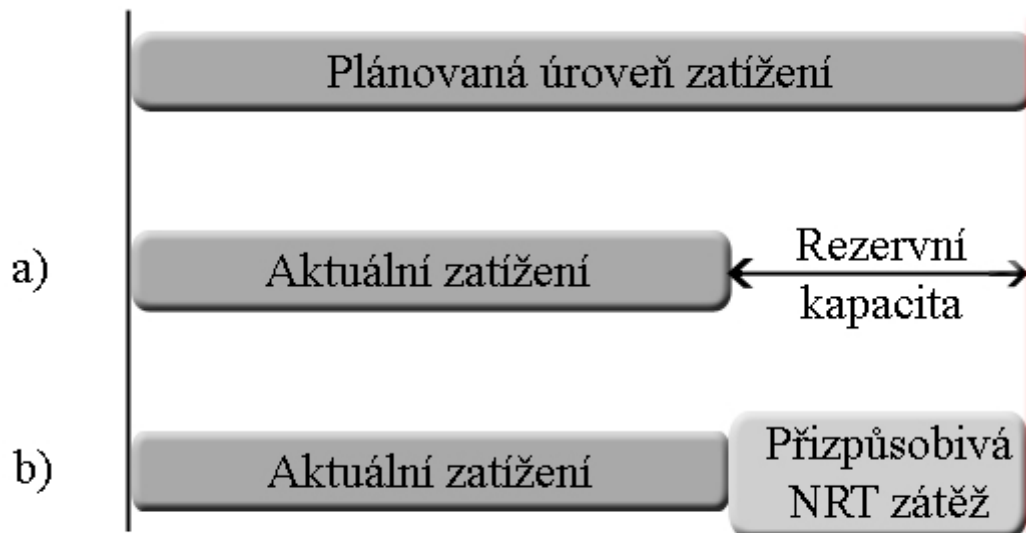 Plánovaná úroveň zatížení
a)
Aktuální zatížení
Rezervní
kapacita
b)
Aktuální zatížení
Přizpůsobivá
NRT zátěž